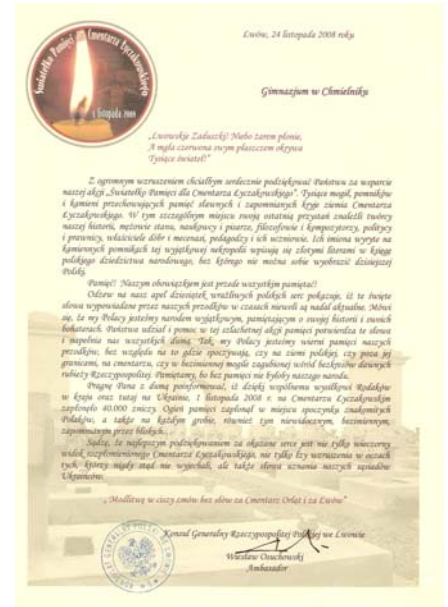 Światełko Pamięci dla Cmentarza Łyczakowskiego
1 listopada 2008
Lwów, 24 listopada 2008 roku
Gimnazjum w Chmielniku
„Lwowskie Zaduszki! Niebo żarem płonie,
A mgła czerwona swym płaszczem okrywa
Tysiące świateł!”
Z ogromnym wzruszeniem chciałbym serdecznie podziękować Państwu za wsparcie
naszej akcji „Światełko Pamięci dla Cmentarza Łyczakowskiego”. Tysiące mogił, pomników
i kamieni przechowujących pamięć sławnych i zapomnianych kryje ziemia Cmentarza
Łyczakowskiego. W tym szczególnym miejscu swoją ostatnią przystań znaleźli twórcy
naszej historii, mężowie stanu, naukowcy i pisarze, filozofowie i kompozytorzy, politycy
i prawnicy, właściciele dóbr i mecenasi, pedagodzy i ich uczniowie. Ich imiona wyryte na
kamiennych pomnikach tej wyjątkowej nekropolii wpisują się złotymi literami w księgę
polskiego dziedzictwa narodowego, bez którego nie można sobie wyobrazić dzisiejszej
Polski.
Pamięć! Naszym obowiązkiem jest przede wszystkim pamiętać!
Odzew na nasz apel dziesiątek wrażliwych polskich serc pokazuje, iż te święte
słowa wypowiadane przez naszych przodków w czasach niewoli są nadal aktualne. Mówi
się, że my Polacy jesteśmy narodem wyjątkowym, pamiętającym o swojej historii i swoich
bohaterach. Państwa udział i pomoc w tej szlachetnej akcji pamięci potwierdza te słowa
i napełnia nas wszystkich dumą. Tak, my Polacy jesteśmy wierni pamięci naszych
przodków, bez względu na to gdzie spoczywają, czy na ziemi polskiej, czy poza jej
granicami, na cmentarzu, czy w bezimiennej mogile zagubionej wśród bezkresów dawnych
rubieży Rzeczypospolitej. Pamiętamy, bo bez pamięci nie byłoby naszego narodu.
Pragnę Pana z dumą poinformować, iż dzięki wspólnemu wysiłkowi Rodaków
w kraju oraz tutaj na Ukrainie, 1 listopada 2008 r. na Cmentarzu Łyczakowskim
zapłonęło 40.000 zniczy. Ogień pamięci zapłonął w miejscu spoczynku znakomitych
Polaków, a także na każdym grobie, również tym niewidocznym, bezimiennym,
zapomnianym przez bliskich...
Sądzę, że najlepszym podziękowaniem za okazane serce jest nie tylko wieczorny
widok rozpłomienionego Cmentarza Łyczakowskiego, nie tylko łzy wzruszenia w oczach
tych, którzy nigdy stąd nie wyjechali, ale także słowa uznania naszych sąsiadów
Ukraińców.
„Modlitwę w ciszy zmów bez słów za Cmentarz Orląt i za Lwów”
Konsul Generalny Rzeczypospolitej Polskiej we Lwowie
Wiesław Osuchowski
Ambasador